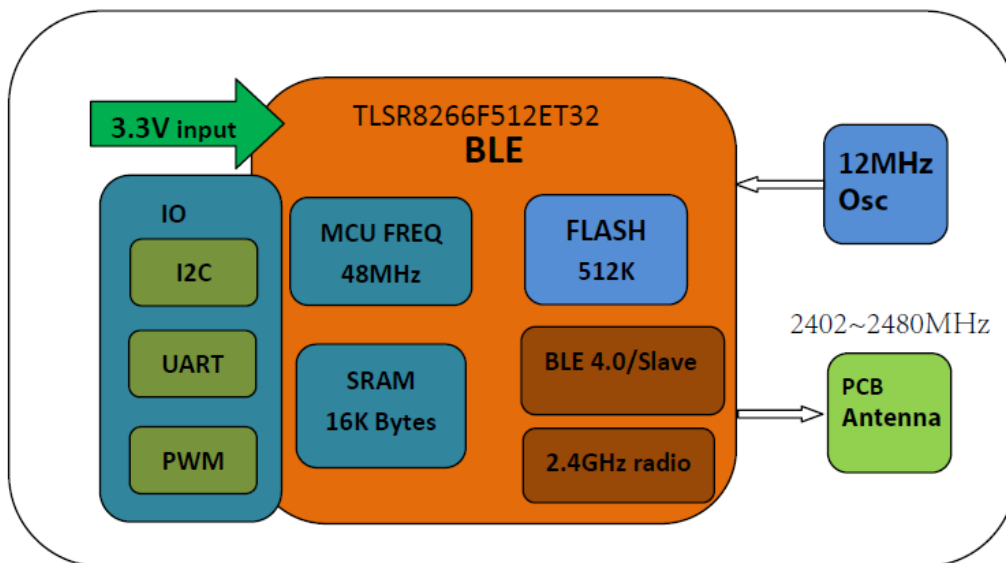 3.3V input
TLSR8266F512ET32
BLE
12MHz
Osc
IO
I2C
UART
PWM
MCU FREQ
48MHz
FLASH
512K
SRAM
16K Bytes
BLE 4.0/Slave
2.4GHz radio
2402~2480MHz
PCB
Antenna